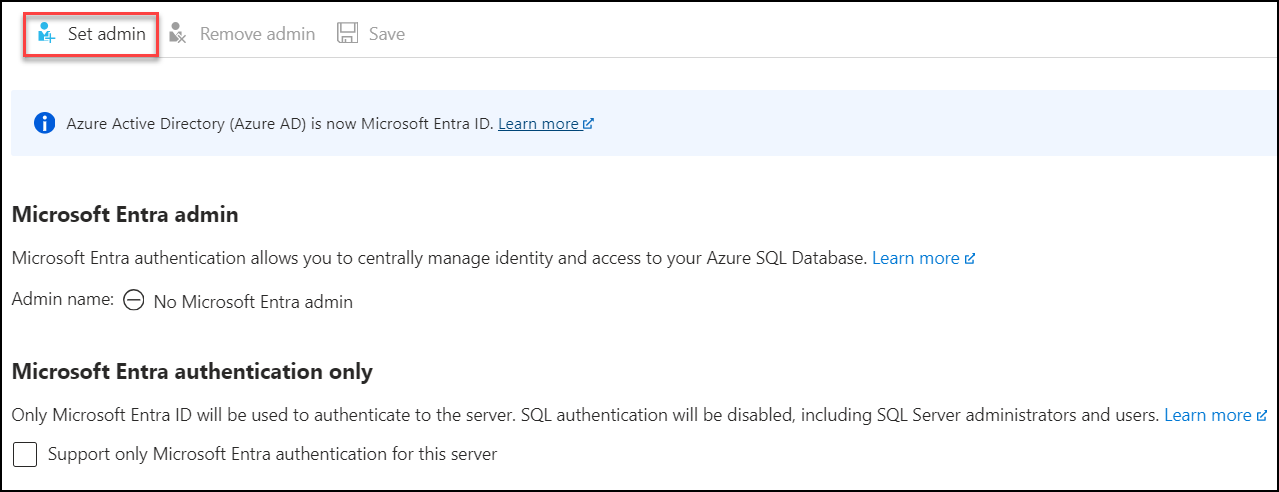 Set admin Remove admin Save
Azure Active Directory (Azure AD) is now Microsoft Entra ID. Learn more
Microsoft Entra admin
Microsoft Entra authentication allows you to centrally manage identity and access to your Azure SQL Database. Learn more
Admin name: No Microsoft Entra admin
Microsoft Entra authentication only
Only Microsoft Entra ID will be used to authenticate to the server. SQL authentication will be disabled, including SQL Server administrators and users. Learn more
Support only Microsoft Entra authentication for this server